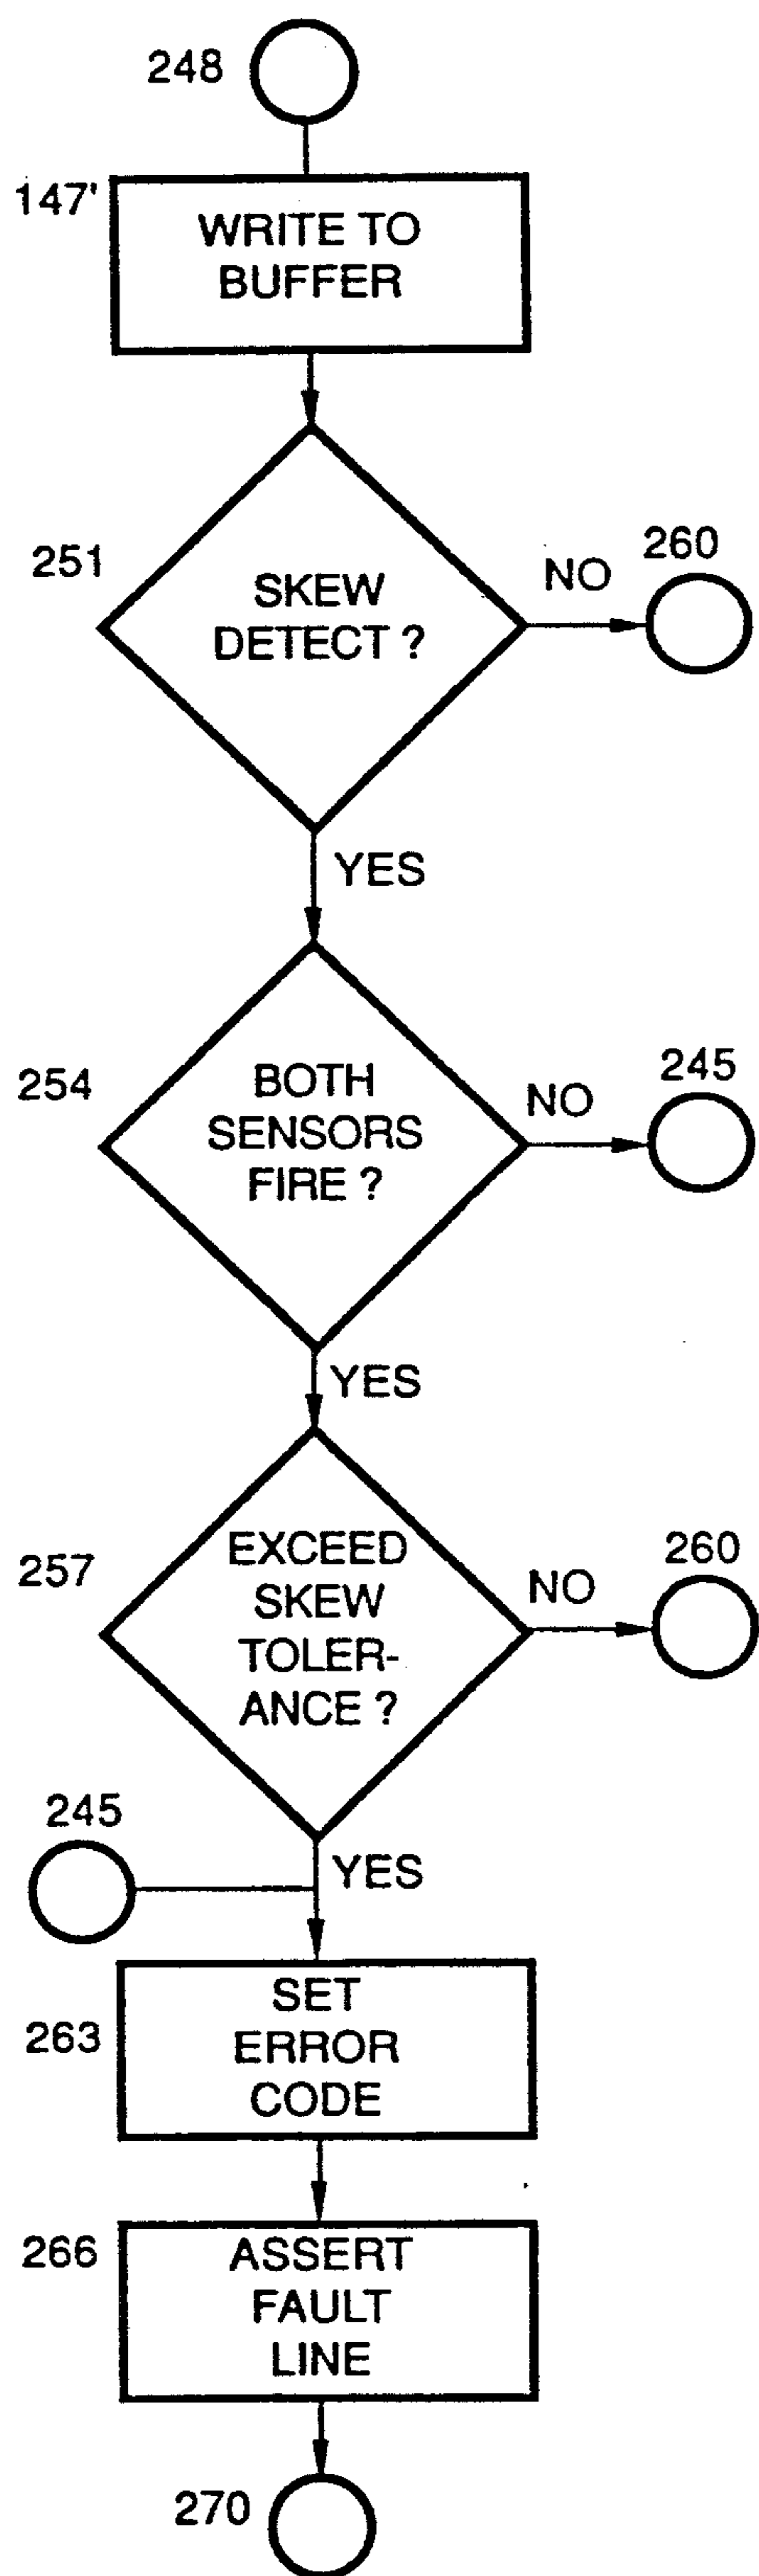 248
147'
WRITE TO
BUFFER
251
SKEW
DETECT ?
NO
260
YES
254
BOTH
SENSORS
FIRE ?
NO
245
YES
257
EXCEED
SKEW
TOLER-
ANCE ?
NO
260
245
YES
263
SET
ERROR
CODE
266
ASSERT
FAULT
LINE
270